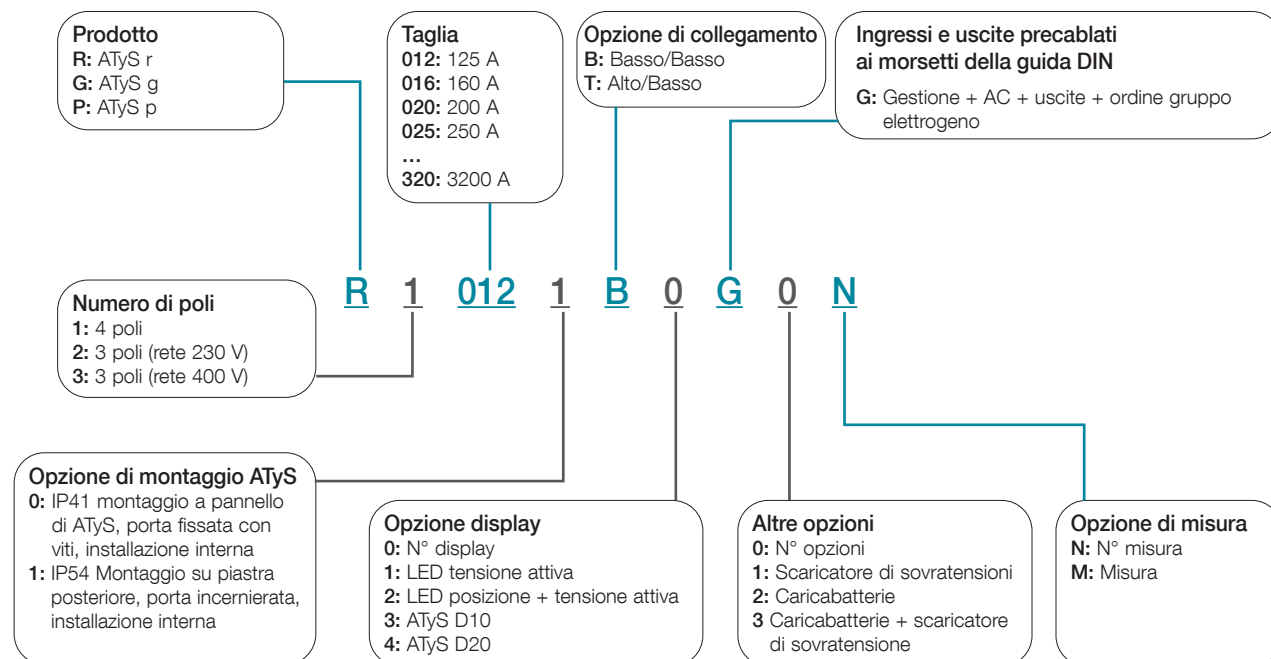 Prodotto
R: ATyS r
G: ATyS g
P: ATyS p
Taglia
012: 125 A
016: 160 A
020: 200 A
025: 250 A
...
320: 3200 A
Opzione di collegamento
B: Basso/Basso
T: Alto/Basso
Ingressi e uscite precablati
ai morsetti della guida DIN
G: Gestione + AC + uscite + ordine gruppo
elettrogeno
R 1 012 1 B 0 G 0 N
Numero di poli
1: 4 poli
2: 3 poli (rete 230 V)
3: 3 poli (rete 400 V)
Opzione di montaggio ATyS
0: IP41 montaggio a pannello
di ATyS, porta fissata con
viti, installazione interna
1: IP54 Montaggio su piastra
posteriore, porta incernierata,
installazione interna
Opzione display
0: N° display
1: LED tensione attiva
2: LED posizione + tensione attiva
3: ATyS D10
4: ATyS D20
Altre opzioni
0: N° opzioni
1: Scaricatore di sovratensioni
2: Caricabatterie
3 Caricabatterie + scaricatore
di sovratensione
Opzione di misura
N: N° misura
M: Misura